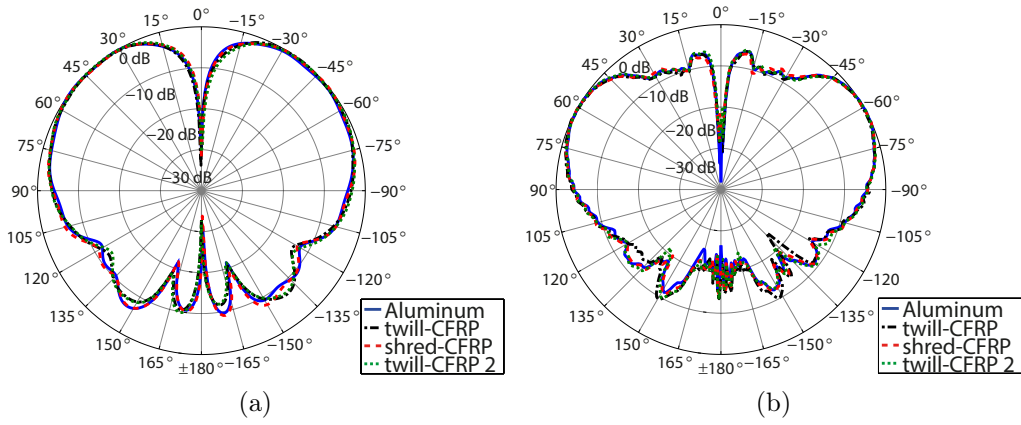 0°
15°
−15°
30°
−30°
45°
−45°
60°
−60°
75°
−75°
90°
−90°
105°
−105°
120°
−120°
135°
−135°
150°
−150°
165°
−165°
±180°
0 dB
−10 dB
−20 dB
−30 dB
Aluminum
twill-CFRP
shred-CFRP
twill-CFRP 2
(a)
0°
15°
−15°
30°
−30°
45°
−45°
60°
−60°
75°
−75°
90°
−90°
105°
−105°
120°
−120°
135°
−135°
150°
−150°
165°
−165°
±180°
0 dB
−10 dB
−20 dB
−30 dB
Aluminum
twill-CFRP
shred-CFRP
twill-CFRP 2
(b)